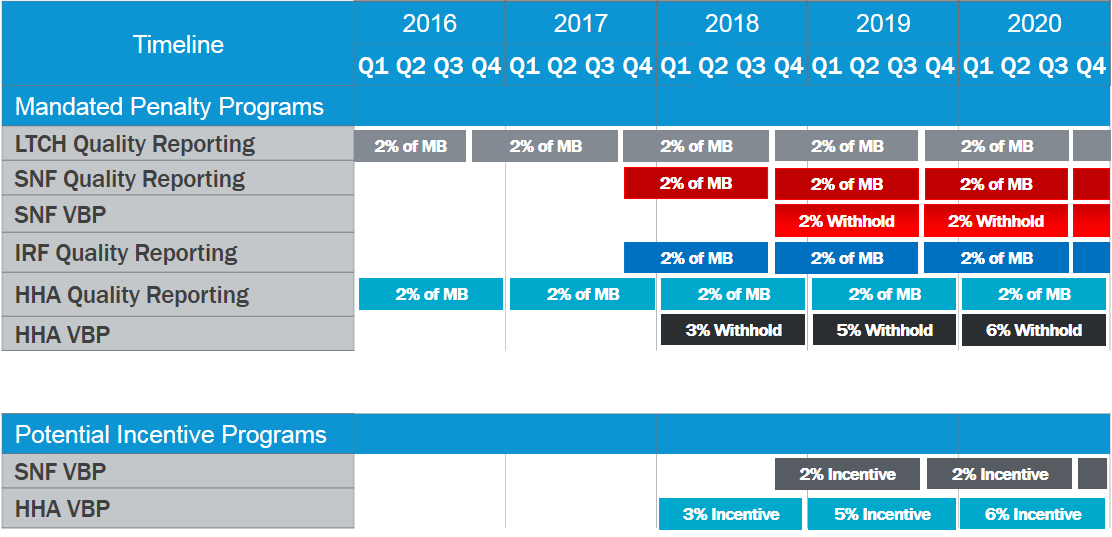 Timeline
2016 2017 2018 2019 2020
Q1 Q2 Q3 Q4 Q1 Q2 Q3 Q4 Q1 Q2 Q3 Q4 Q1 Q2 Q3 Q4 Q1 Q2 Q3 Q4
Mandated Penalty Programs
LTCH Quality Reporting 2% of MB 2% of MB 2% of MB 2% of MB 2% of MB
SNF Quality Reporting 2% of MB 2% of MB 2% of MB
SNF VBP 2% Withhold 2% Withhold
IRF Quality Reporting 2% of MB 2% of MB 2% of MB
HHA Quality Reporting 2% of MB 2% of MB 2% of MB 2% of MB 2% of MB
HHA VBP 3% Withhold 5% Withhold 6% Withhold
Potential Incentive Programs
SNF VBP 2% Incentive 2% Incentive
HHA VBP 3% Incentive 5% Incentive 6% Incentive